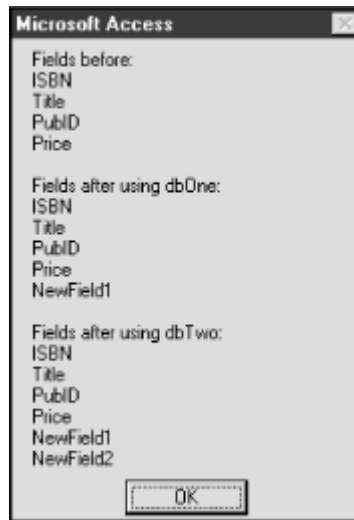 Microsoft Access
Fields before:
ISBN
Title
PubID
Price
Fields after using dbOne:
ISBN
Title
PubID
Price
NewField1
Fields after using dbTwo:
ISBN
Title
PubID
Price
NewField1
NewField2
OK